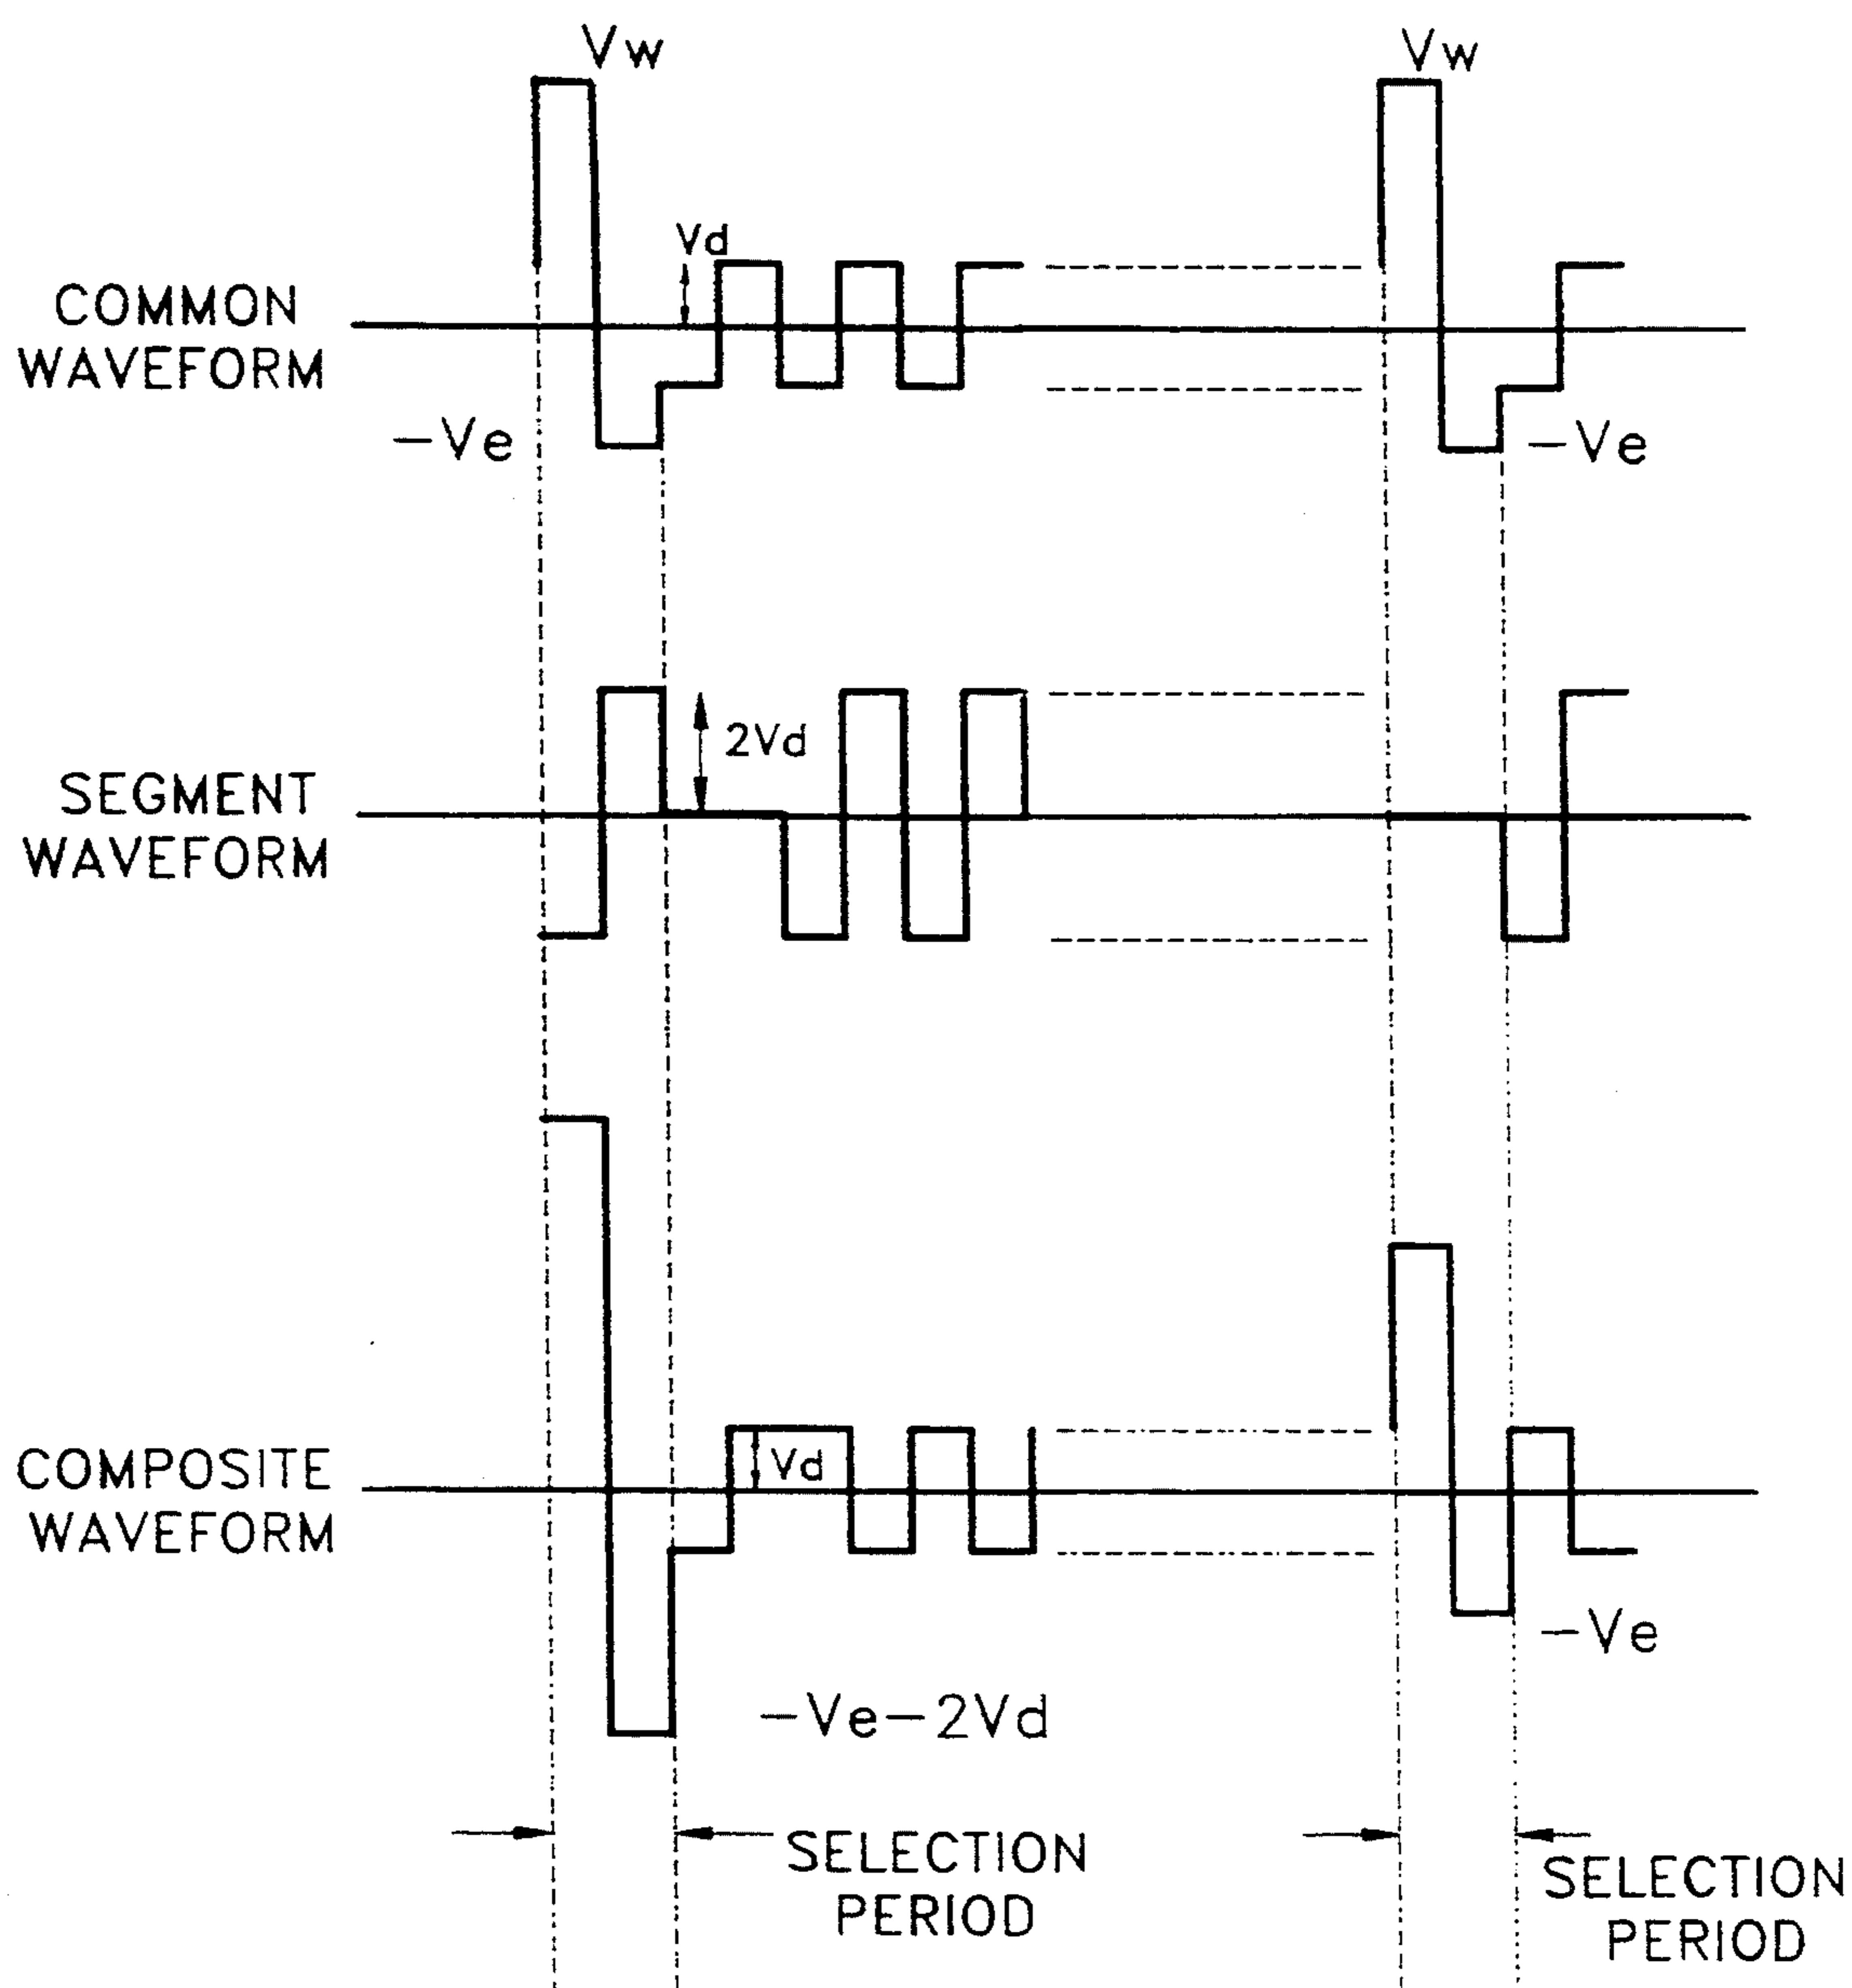 Vw
Vw
Vd
COMMON
WAVEFORM
-Ve
-Ve
2Vd
SEGMENT
WAVEFORM
COMPOSITE
WAVEFORM
Vd
-Ve
-Ve-2Vd
SELECTION
PERIOD
SELECTION
PERIOD